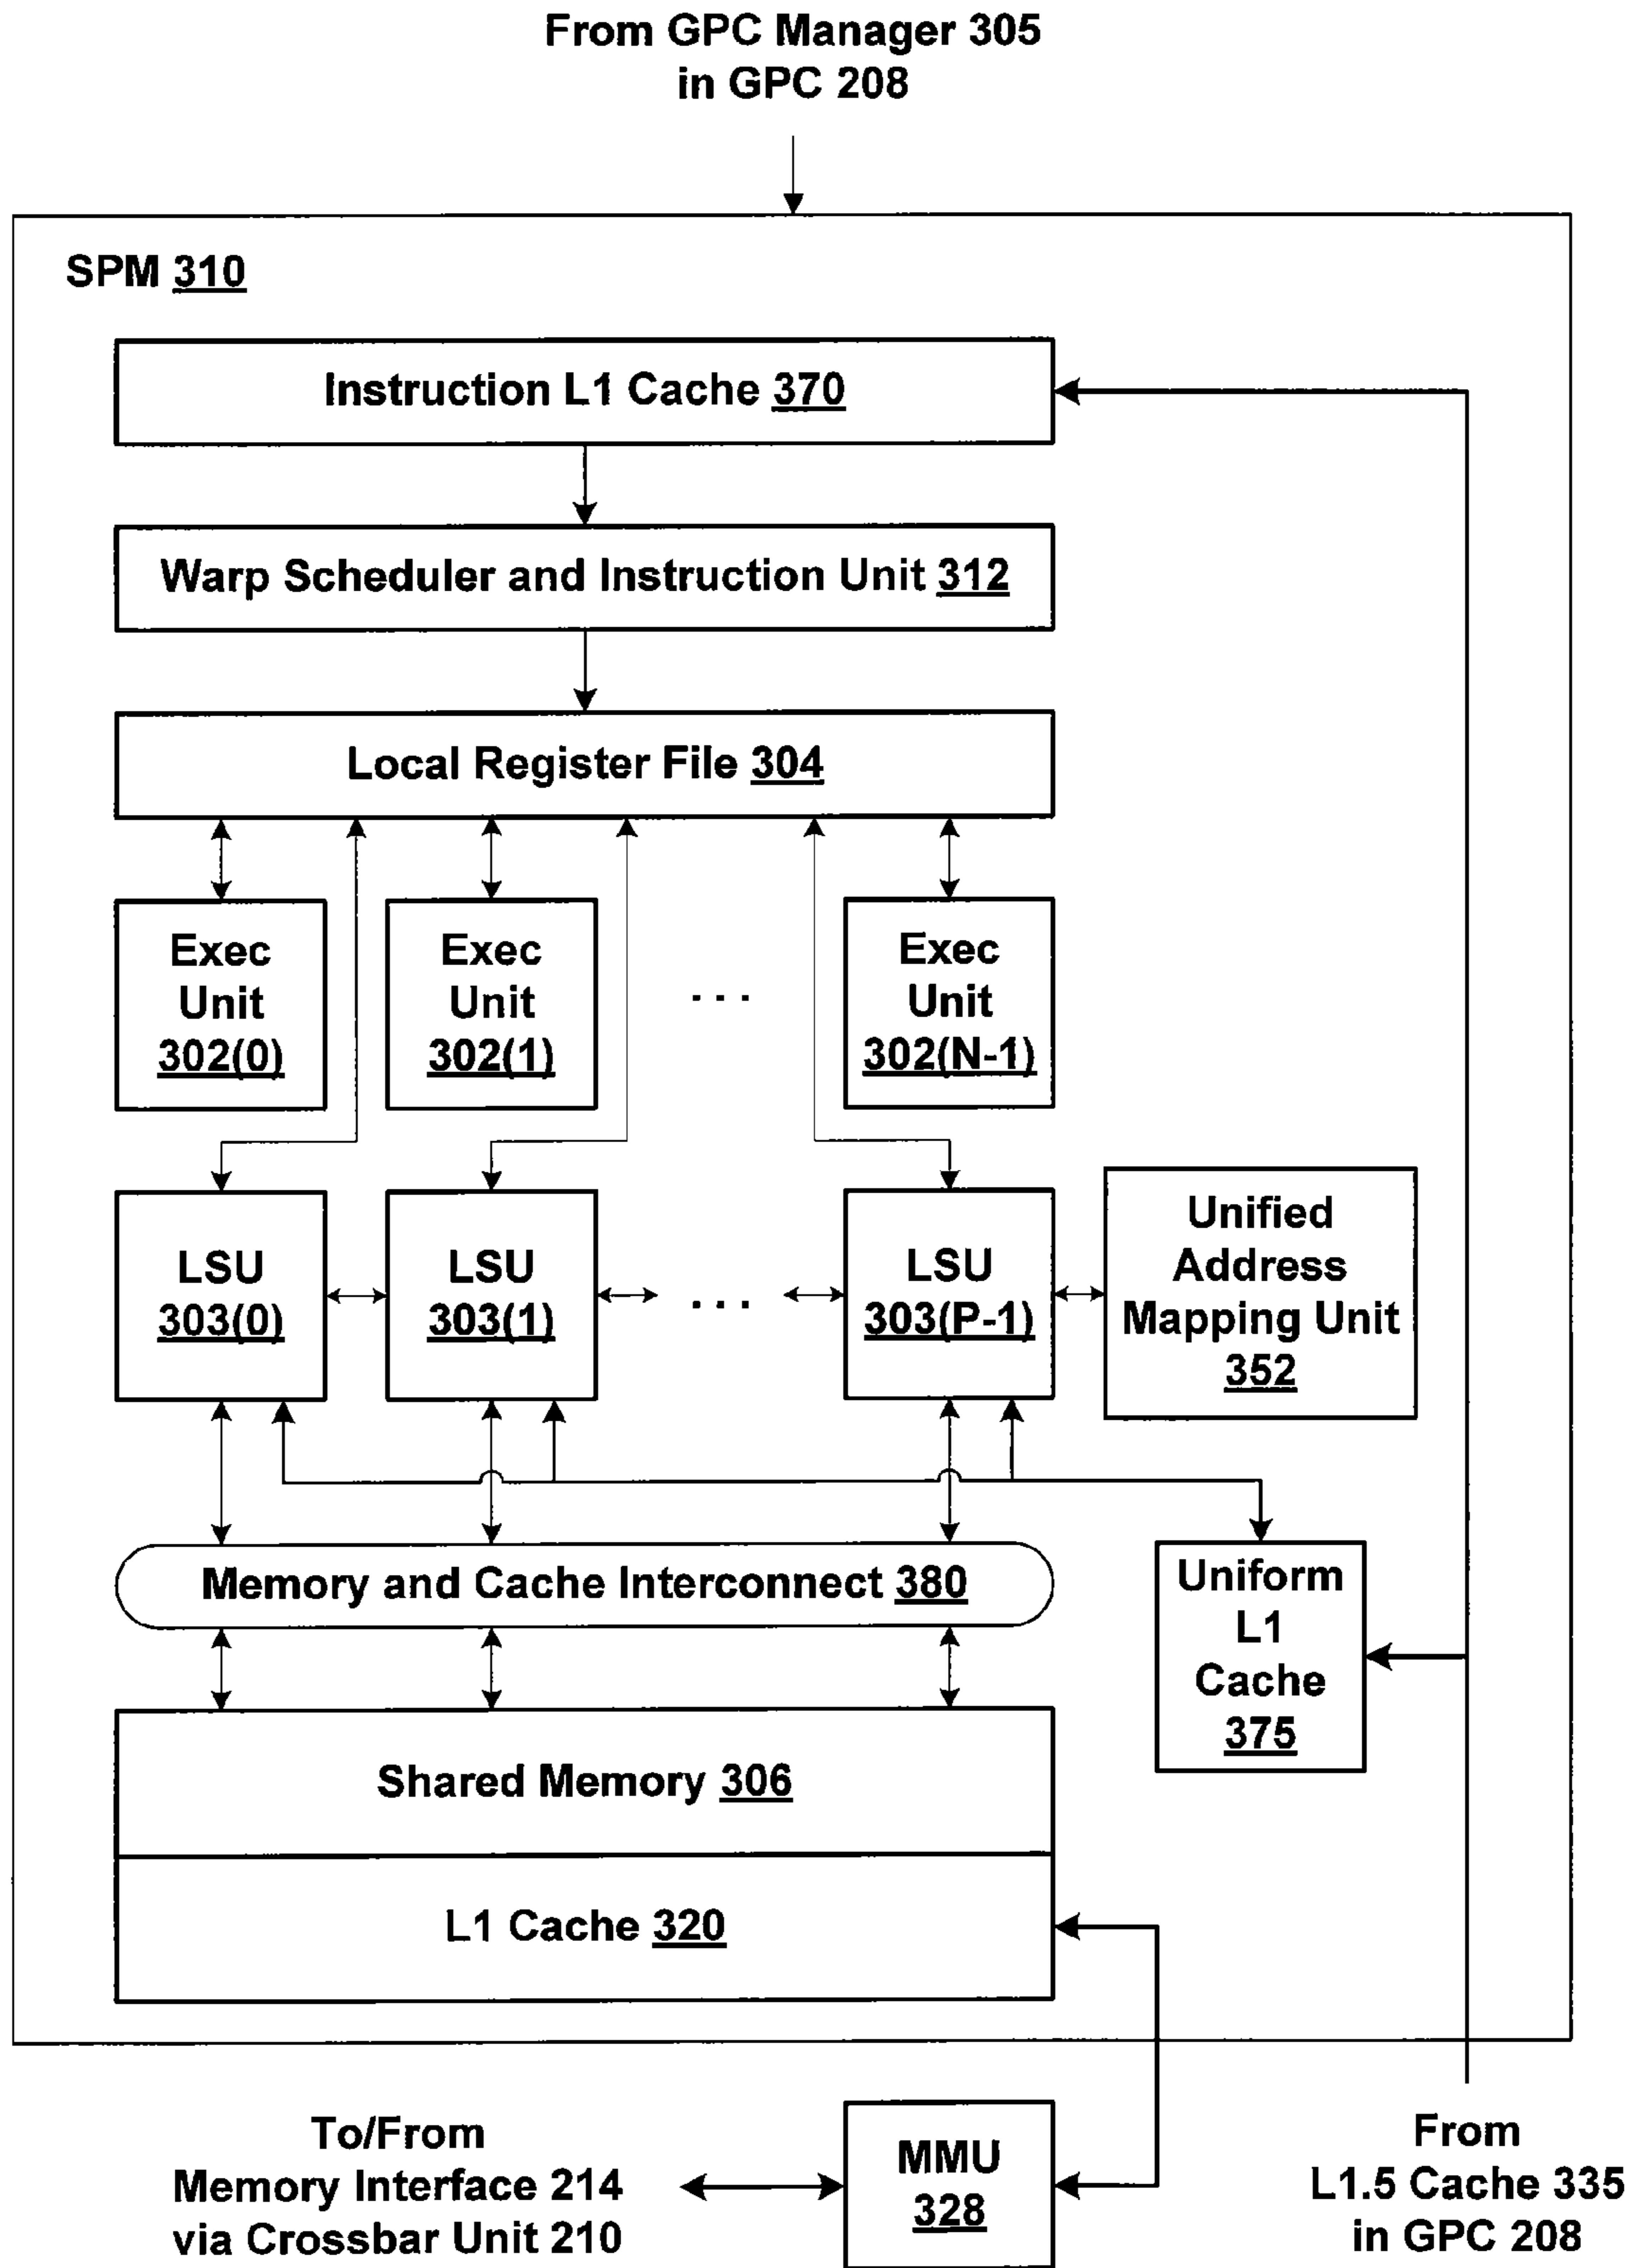 From GPC Manager 305
in GPC 208
SPM 310
Instruction L1 Cache 370
Warp Scheduler and Instruction Unit 312
Local Register File 304
Exec
Unit
302(0)
Exec
Unit
302(1)
. . .
Exec
Unit
302(N-1)
LSU
303(0)
LSU
303(1)
. . .
LSU
303(P-1)
Unified
Address
Mapping Unit
352
Memory and Cache Interconnect 380
Uniform
L1
Cache
375
Shared Memory 306
L1 Cache 320
To/From
Memory Interface 214
via Crossbar Unit 210
MMU
328
From
L1.5 Cache 335
in GPC 208